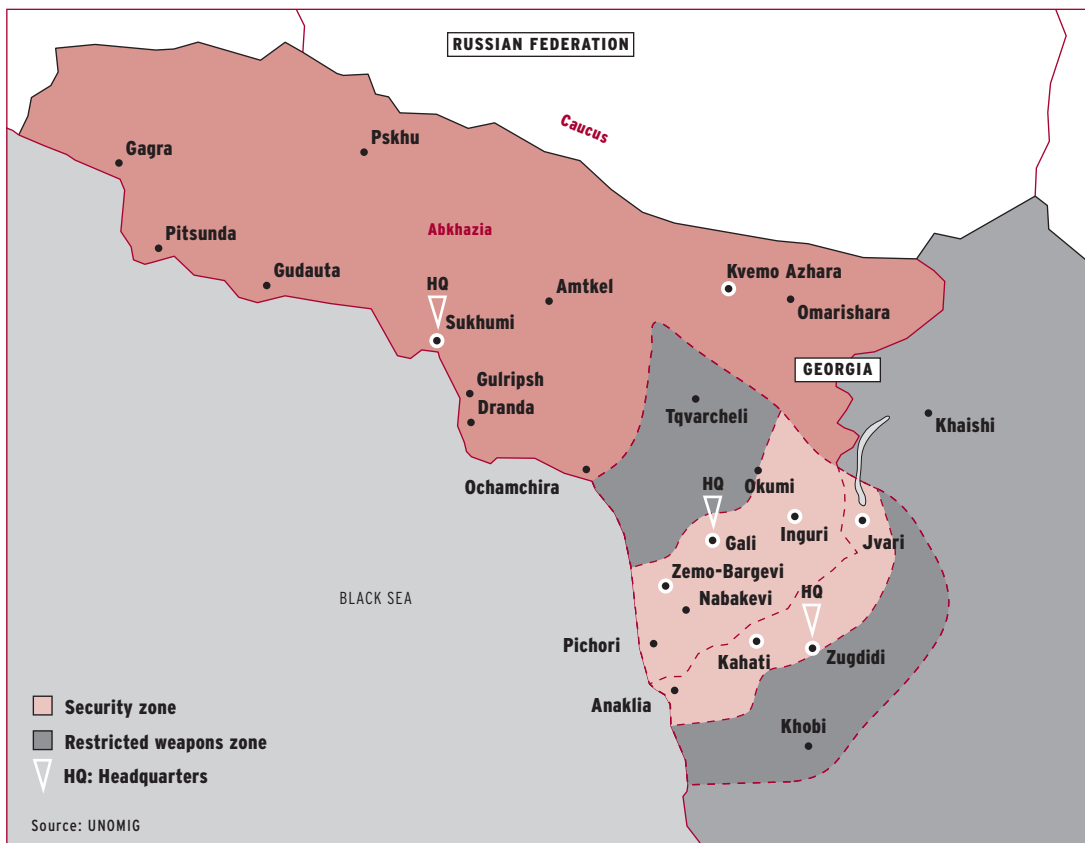 RUSSIAN FEDERATION
Caucus
Pskhu
Gagra
Abkhazia
Pitsunda
Gudauta
HQ
Sukhumi
Amtkel
Kvemo Azhara
Omarishara
GEORGIA
Gulripsh
Dranda
Tqvarcheli
Khaishi
Ochamchira
Okumi
HQ
Gali
Inguri
Jvari
Zemo-Bargevi
Nabakevi
HQ
BLACK SEA
Pichori
Kahati
Zugdidi
Anaklia
Khobi
Security zone
Restricted weapons zone
HQ: Headquarters
Source: UNOMIG